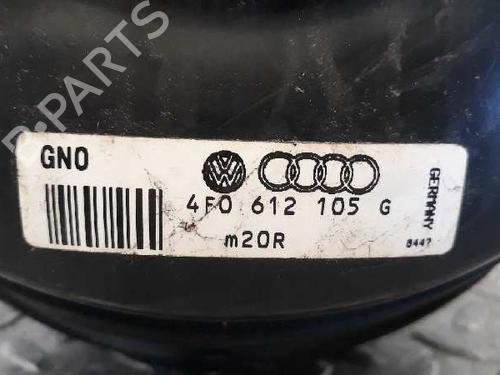 B-PARTS
GNO
4F0 612 105 G
m20R
GERMANY
8447